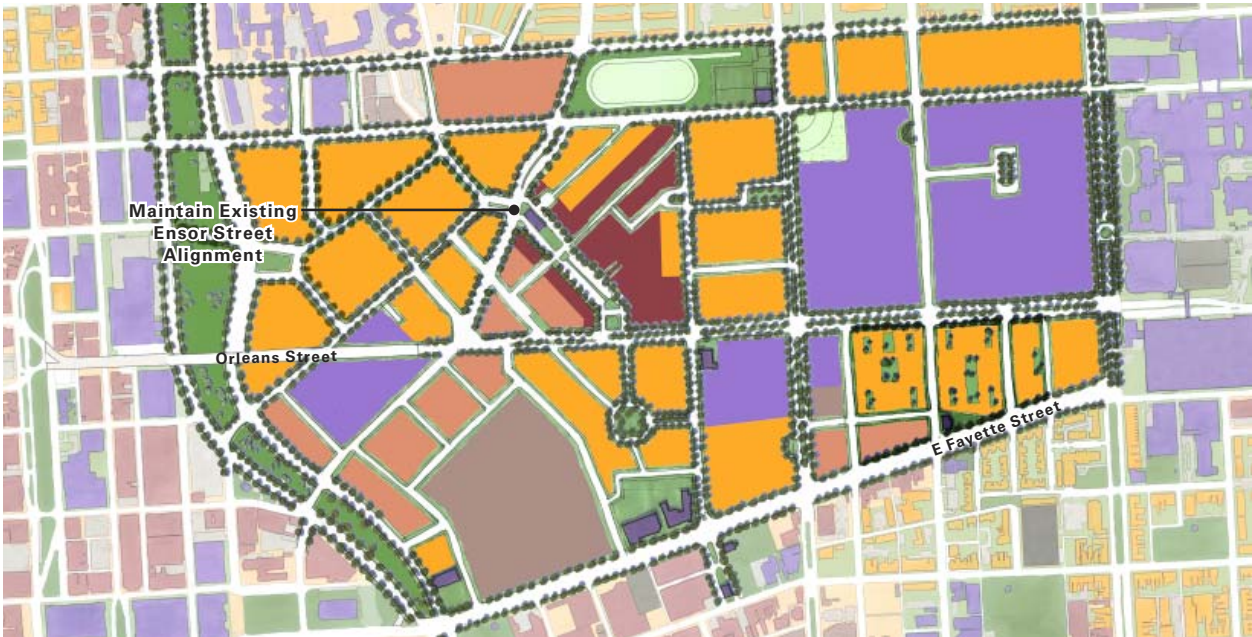 Maintain Existing
Ensor Street
Alignment
Orleans Street
E Fayette Street